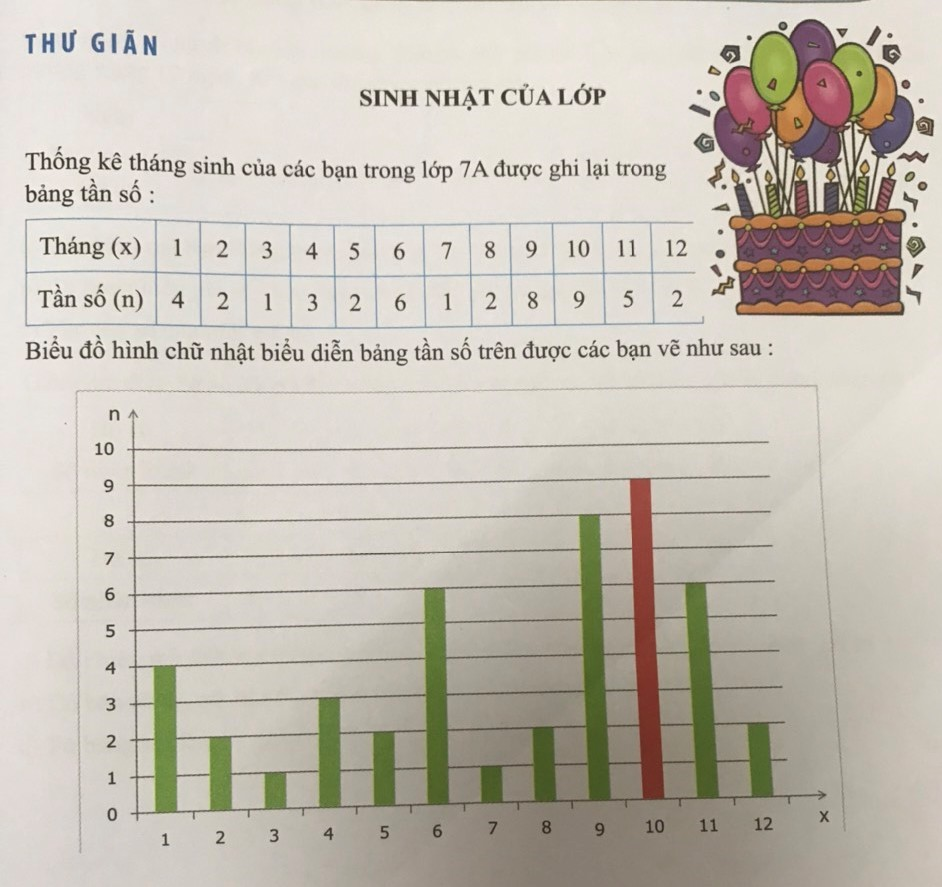 THƯ GIÃN
SINH NHẬT CỦA LỚP
Thống kê tháng sinh của các bạn trong lớp 7A được ghi lại trong
bảng tần số :
Tháng (x) 1 2 3 4 5 6 7 8 9 10 11 12
Tần số (n) 4 2 1 3 2 6 1 2 8 9 5 2
Biểu đồ hình chữ nhật biểu diễn bảng tần số trên được các bạn vẽ như sau :
n
10
9
8
7
6
5
4
3
2
1
0
1 2 3 4 5 6 7 8 9 10 11 12 x